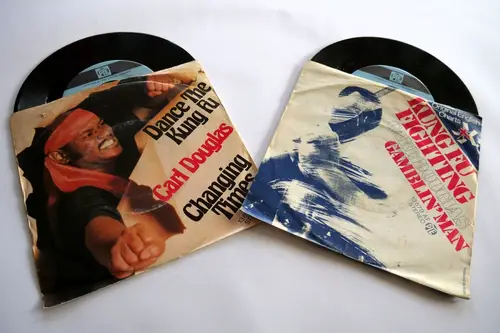 Dance The
Kung Fu
Carl Douglas
Changing
Times
KUNG FU
FIGHTING
GAMBLIN' MAN